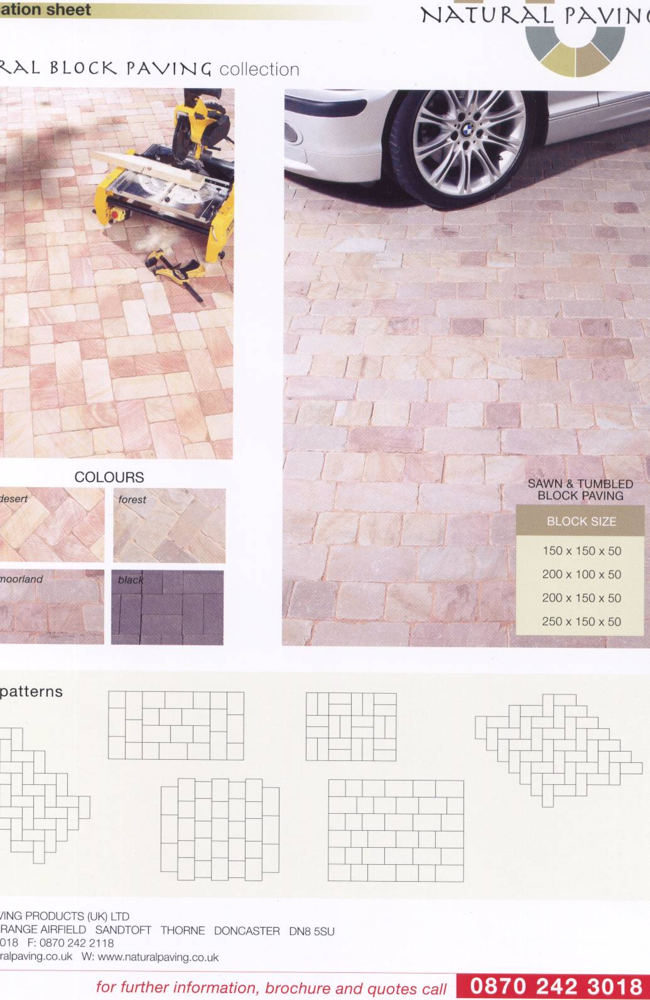 ation sheet
NATURAL PAVING
RAL BLOCK PAVING collection
COLOURS
desert
forest
moorland
black
SAWN & TUMBLED
BLOCK PAVING
BLOCK SIZE
150 x 150 x 50
200 x 100 x 50
200 x 150 x 50
250 x 150 x 50
patterns
VING PRODUCTS (UK) LTD
RANGE AIRFIELD SANDTOFT THORNE DONCASTER DN8 5SU
018 F: 0870 242 2118
ralpaving.co.uk W: www.naturalpaving.co.uk
for further information, brochure and quotes call 0870 242 3018